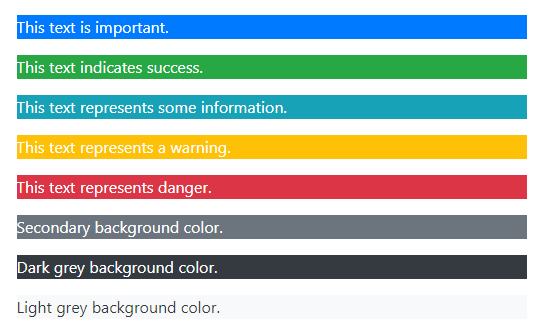 This text is important.
This text indicates success.
This text represents some information.
This text represents a warning.
This text represents danger.
Secondary background color.
Dark grey background color.
Light grey background color.